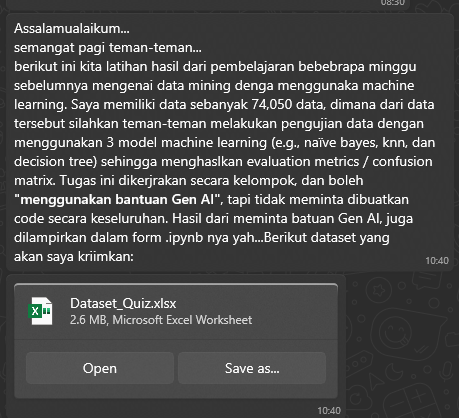 08:30
Assalamualaikum...
semangat pagi teman-teman...
berikut ini kita latihan hasil dari pembelajaran bebebrapa minggu
sebelumnya mengenai data mining denga menggunaka machine
learning. Saya memiliki data sebanyak 74,050 data, dimana dari data
tersebut silahkan teman-teman melakukan pengujian data dengan
menggunakan 3 model machine learning (e.g., naïve bayes, knn, dan
decision tree) sehingga menghaslkan evaluation metrics / confusion
matrix. Tugas ini dikerjrakan secara kelompok, dan boleh
"menggunakan bantuan Gen AI", tapi tidak meminta dibuatkan
code secara keseluruhan. Hasil dari meminta batuan Gen AI, juga
dilampirkan dalam form .ipynb nya yah...Berikut dataset yang
akan saya kriimkan:
10:40
Dataset_Quiz.xlsx
2.6 MB, Microsoft Excel Worksheet
Open
Save as...
10:40